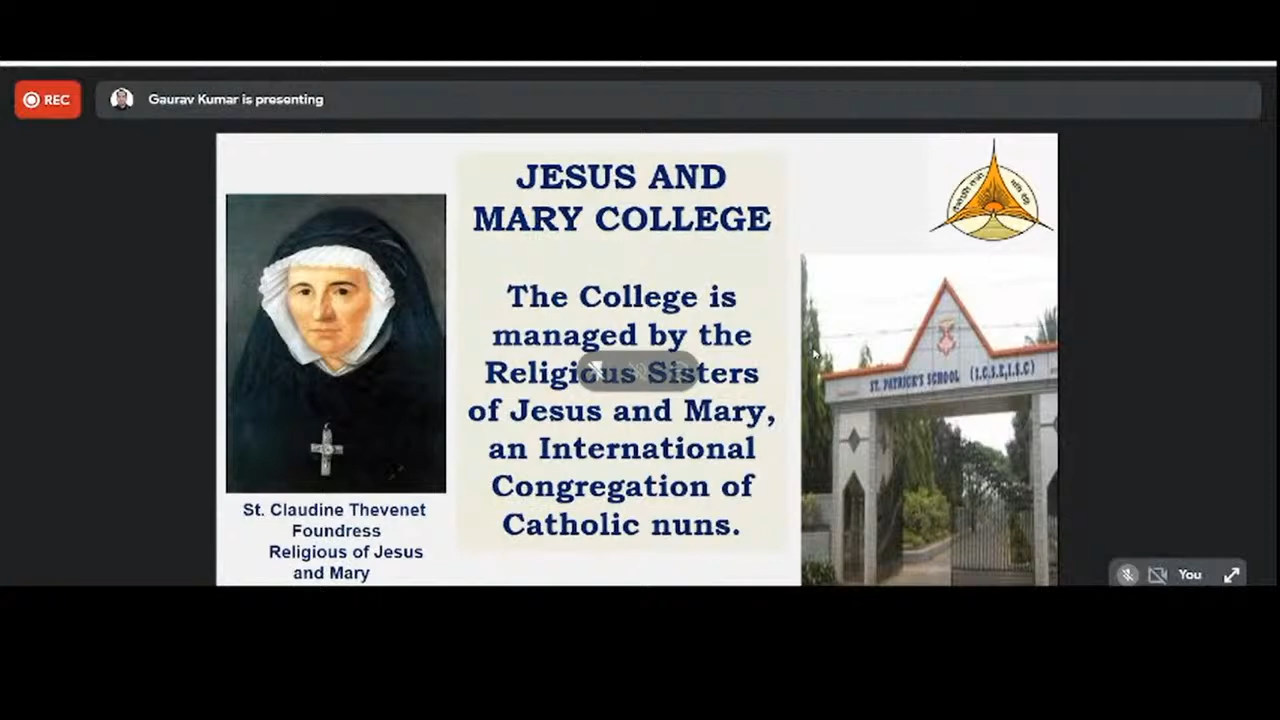 REC
Gaurav Kumar is presenting
JESUS AND
MARY COLLEGE
The College is
managed by the
Religious Sisters
of Jesus and Mary,
an International
Congregation of
Catholic nuns.
St. Claudine Thevenet
Foundress
Religious of Jesus
and Mary
ST. PATRICK'S SCHOOL (I.C.S.E,I.S.C)
You